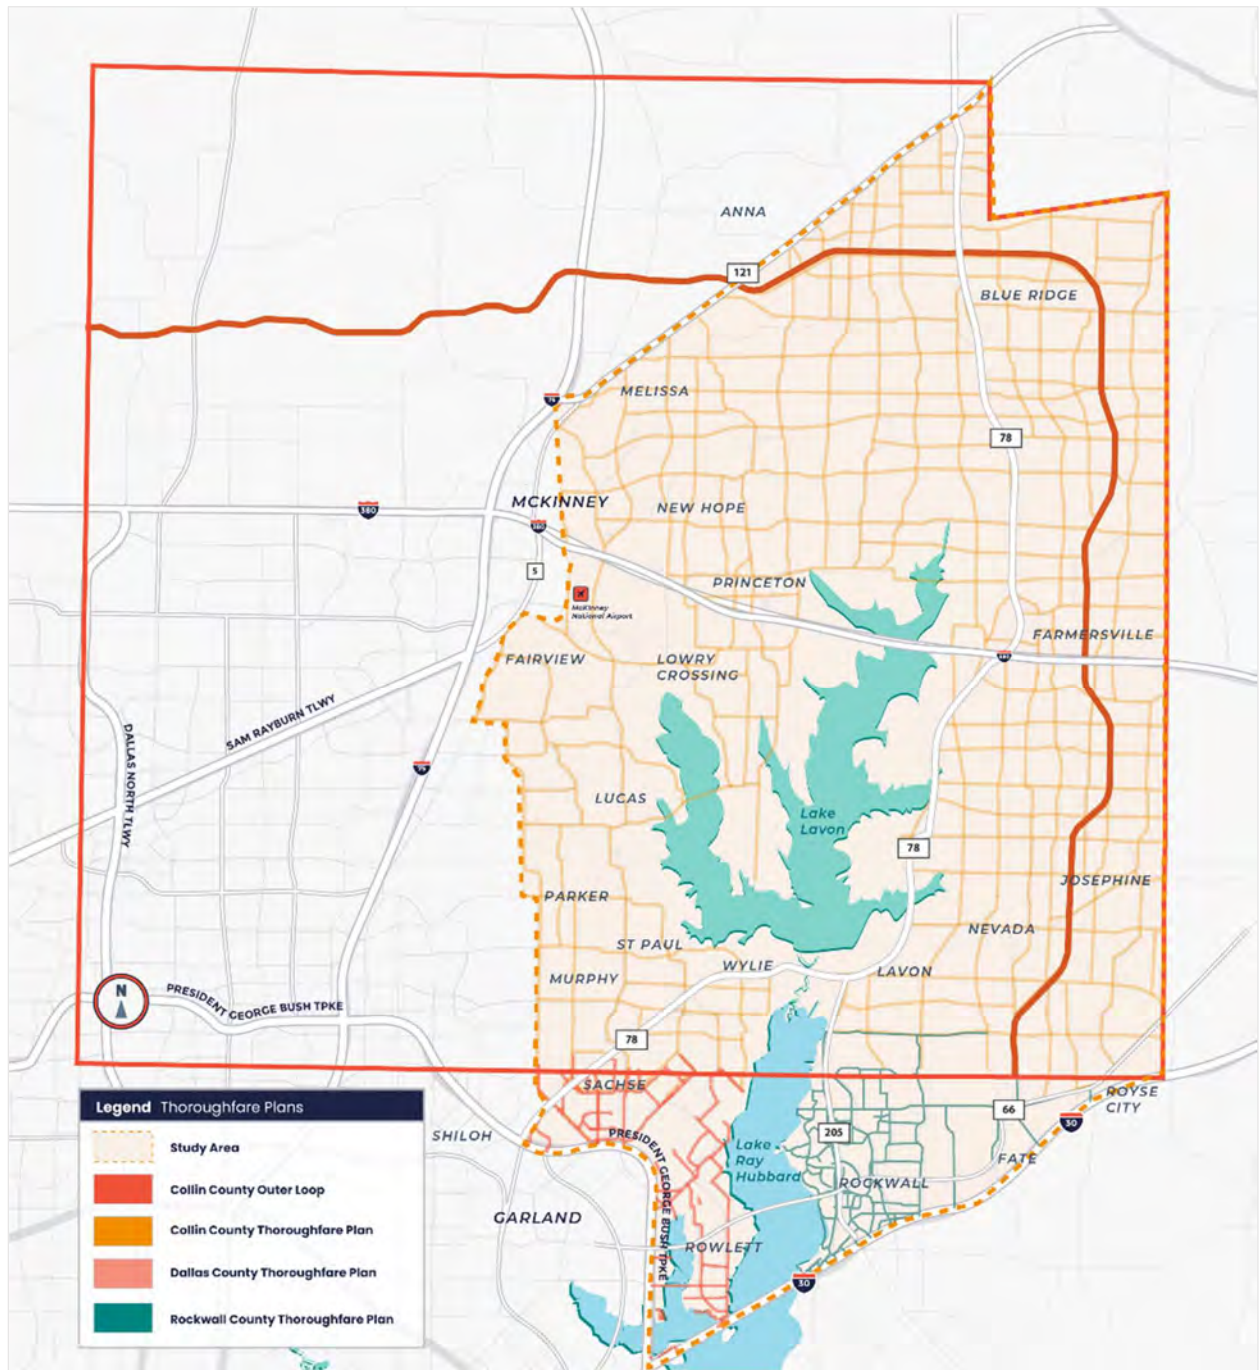 ANNA
121
BLUE RIDGE
MELISSA
75
78
MCKINNEY
NEW HOPE
380
380
5
PRINCETON
McKinney
National Airport
FARMERSVILLE
FAIRVIEW
LOWRY
CROSSING
380
SAM RAYBURN TLWY
DALLAS NORTH TLWY
75
LUCAS
Lake
Lavon
78
JOSEPHINE
PARKER
NEVADA
ST PAUL
WYLIE
LAVON
MURPHY
N
PRESIDENT GEORGE BUSH TPKE
78
SACHSE
ROYSE
CITY
66
30
205
SHILOH
PRESIDENT GEORGE BUSH TPKE
Lake
Ray
Hubbard
FATE
ROCKWALL
GARLAND
ROWLETT
30
Legend Thoroughfare Plans
Study Area
Collin County Outer Loop
Collin County Thoroughfare Plan
Dallas County Thoroughfare Plan
Rockwall County Thoroughfare Plan